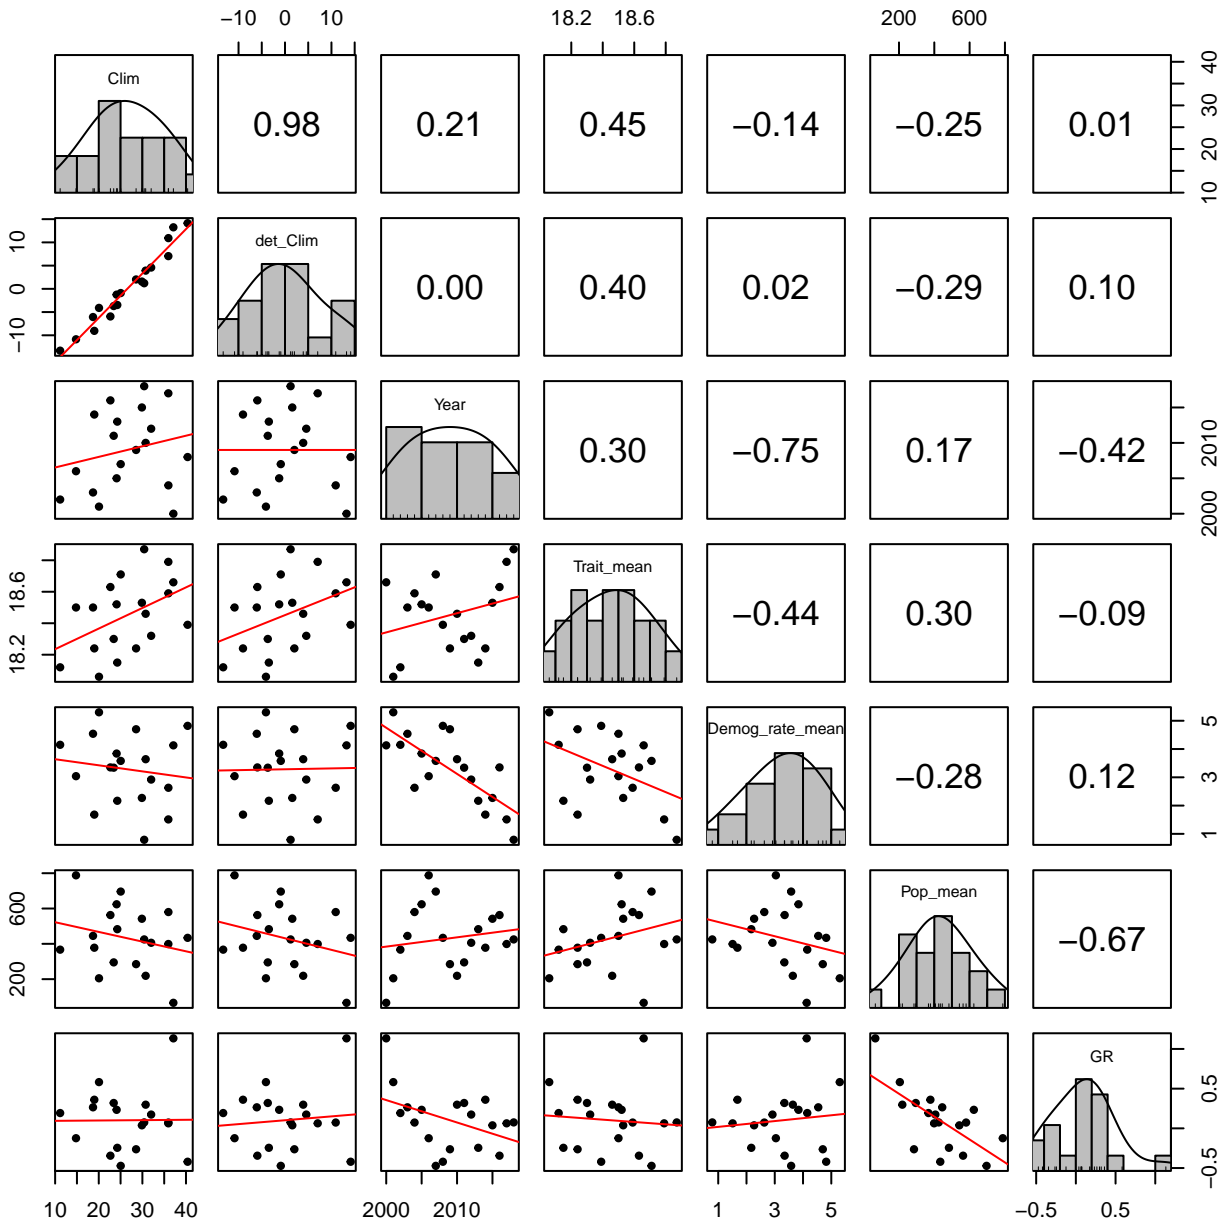 −10 0 10 18.2 18.6 200 600
Clim 0.98 0.21 0.45 −0.14 −0.25 0.01 10 20 30 40
−10 0 10 det_Clim 0.00 0.40 0.02 −0.29 0.10
Year 0.30 −0.75 0.17 −0.42 2000 2010
18.2 18.6 Trait_mean −0.44 0.30 −0.09
Demog_rate_mean −0.28 0.12 1 3 5
200 600 Pop_mean −0.67
GR −0.5 0.5
10 20 30 40 2000 2010 1 3 5 −0.5 0.5